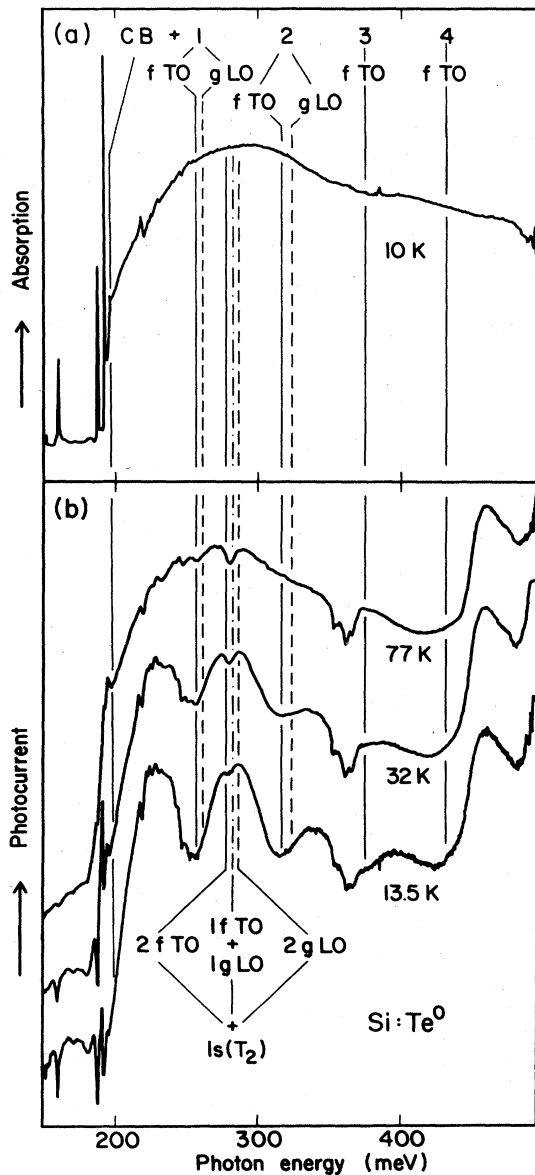 (a) CB + 1 2 3 4
f TO g LO f TO f TO
f TO g LO
10 K
Absorption
(b)
77 K
32 K
13.5 K
Photocurrent
2 f TO 1 f TO + 1 g LO 2 g LO
+
1s(T₂)
Si:Te⁰
200 300 400
Photon energy (meV)